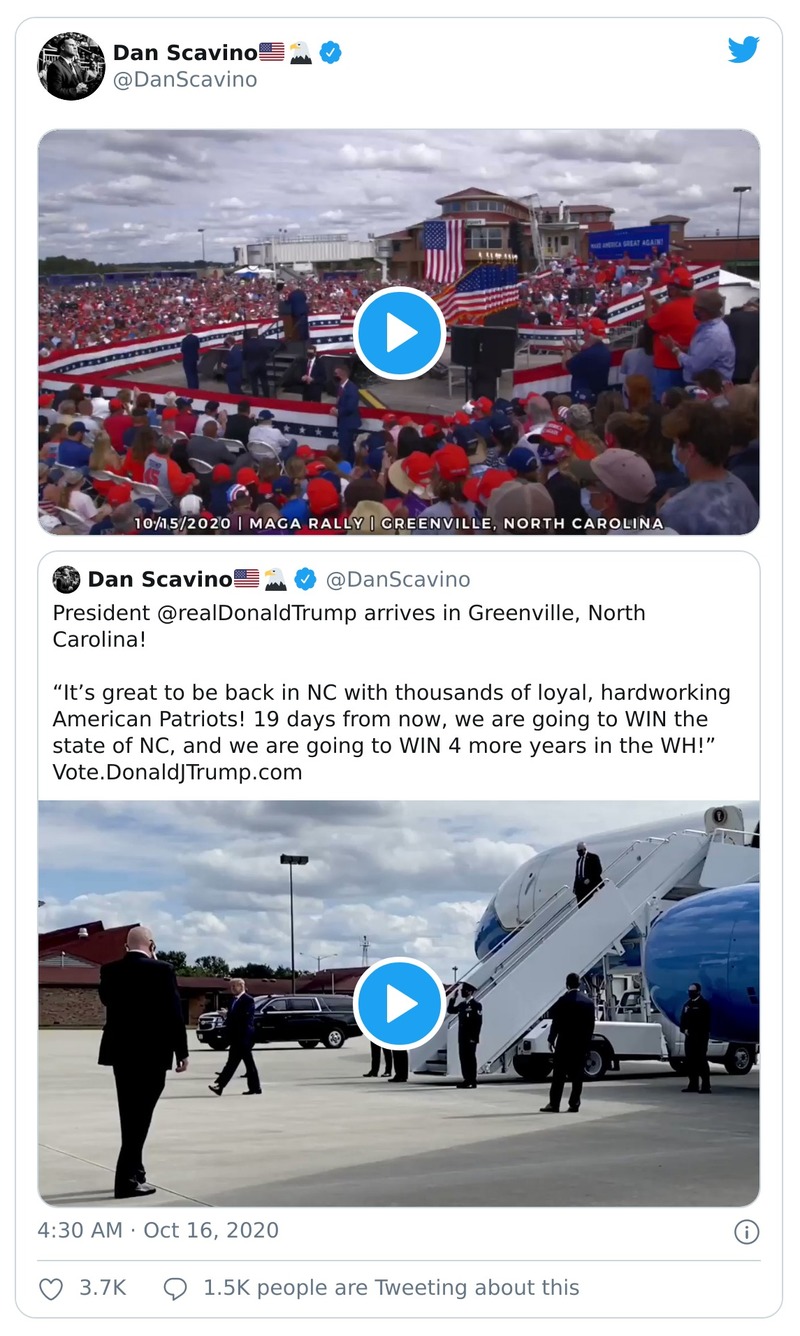 Dan Scavino🇺🇸🦅
@DanScavino
MAKE AMERICA GREAT AGAIN!
10/15/2020 | MAGA RALLY | GREENVILLE, NORTH CAROLINA
Dan Scavino🇺🇸🦅 @DanScavino
President @realDonaldTrump arrives in Greenville, North
Carolina!
“It’s great to be back in NC with thousands of loyal, hardworking
American Patriots! 19 days from now, we are going to WIN the
state of NC, and we are going to WIN 4 more years in the WH!”
Vote.DonaldJTrump.com
4:30 AM · Oct 16, 2020
3.7K 1.5K people are Tweeting about this